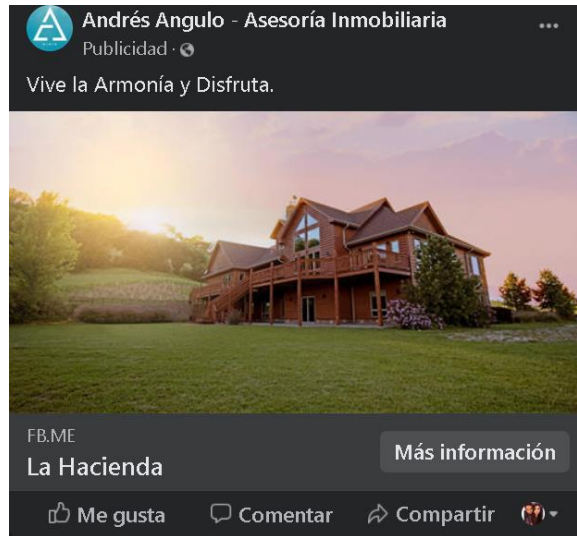 Andrés Angulo - Asesoría Inmobiliaria
Publicidad ·
Vive la Armonía y Disfruta.
FB.ME
La Hacienda
Más información
Me gusta
Comentar
Compartir